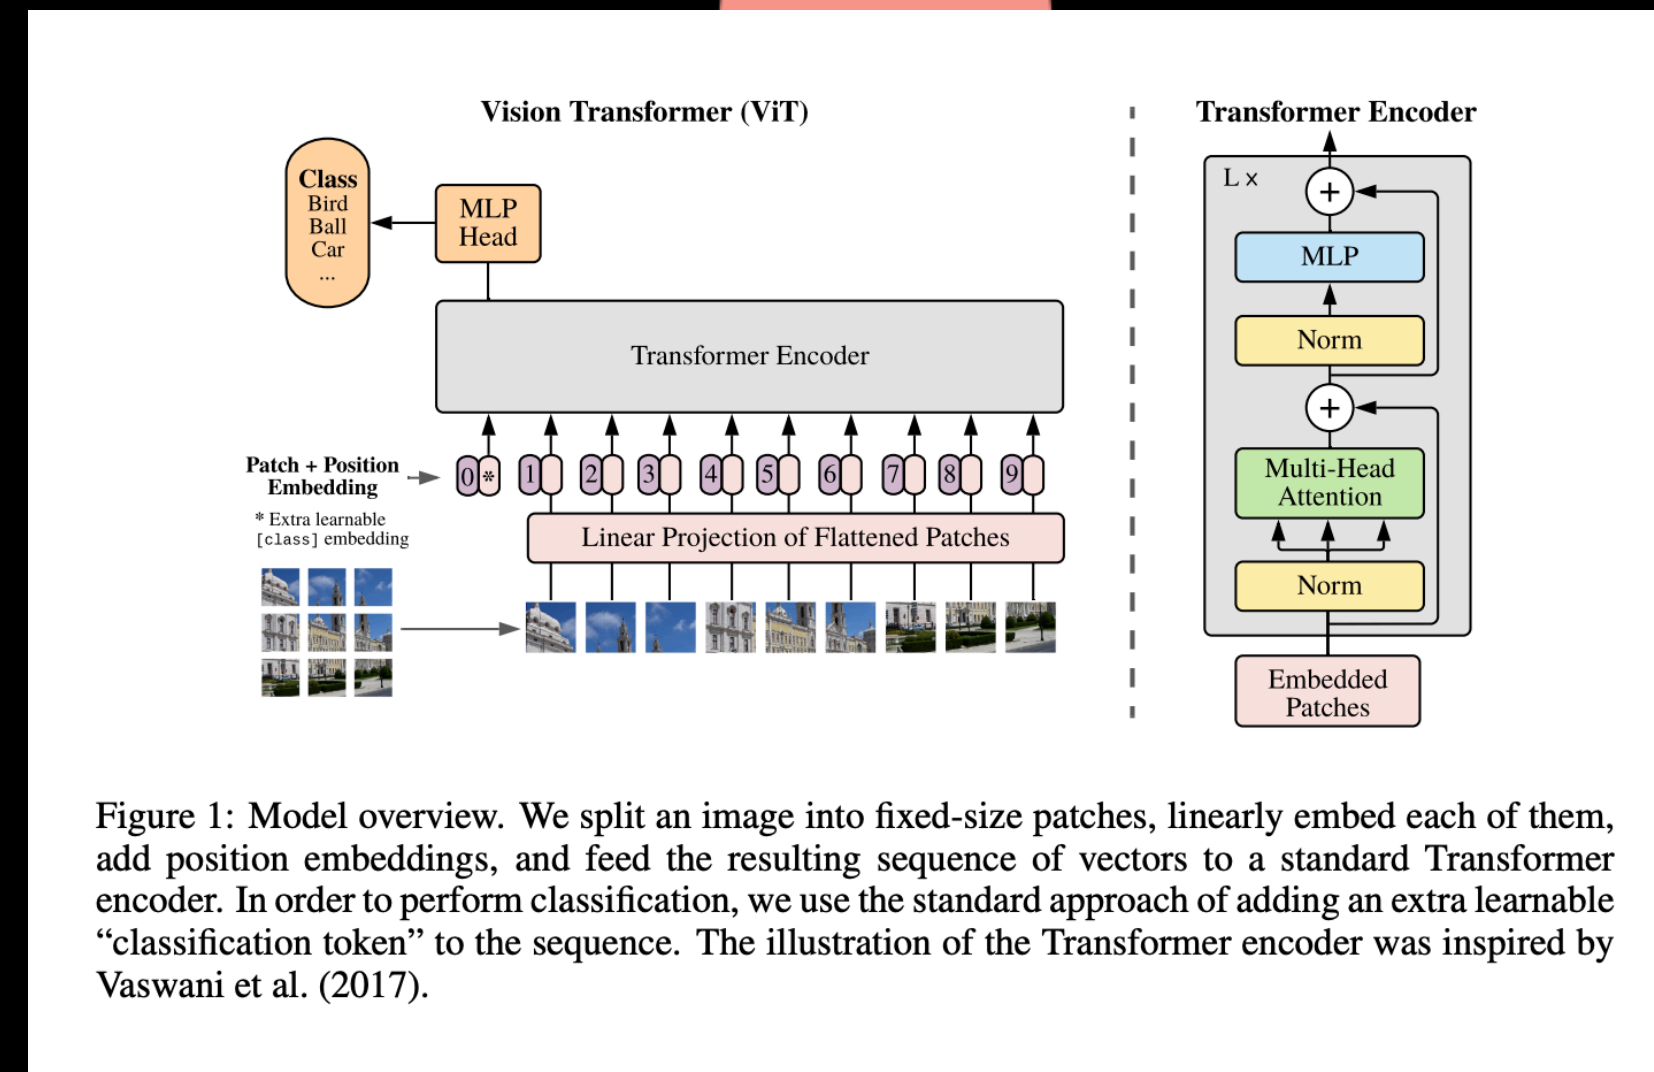 Vision Transformer (ViT)
Class
Bird
Ball
Car
...
MLP
Head
Transformer Encoder
Patch + Position
Embedding
0 * 1 2 3 4 5 6 7 8 9
* Extra learnable
[class] embedding
Linear Projection of Flattened Patches
Transformer Encoder
L ×
+
MLP
Norm
+
Multi-Head
Attention
Norm
Embedded
Patches
Figure 1: Model overview. We split an image into fixed-size patches, linearly embed each of them,
add position embeddings, and feed the resulting sequence of vectors to a standard Transformer
encoder. In order to perform classification, we use the standard approach of adding an extra learnable
“classification token” to the sequence. The illustration of the Transformer encoder was inspired by
Vaswani et al. (2017).